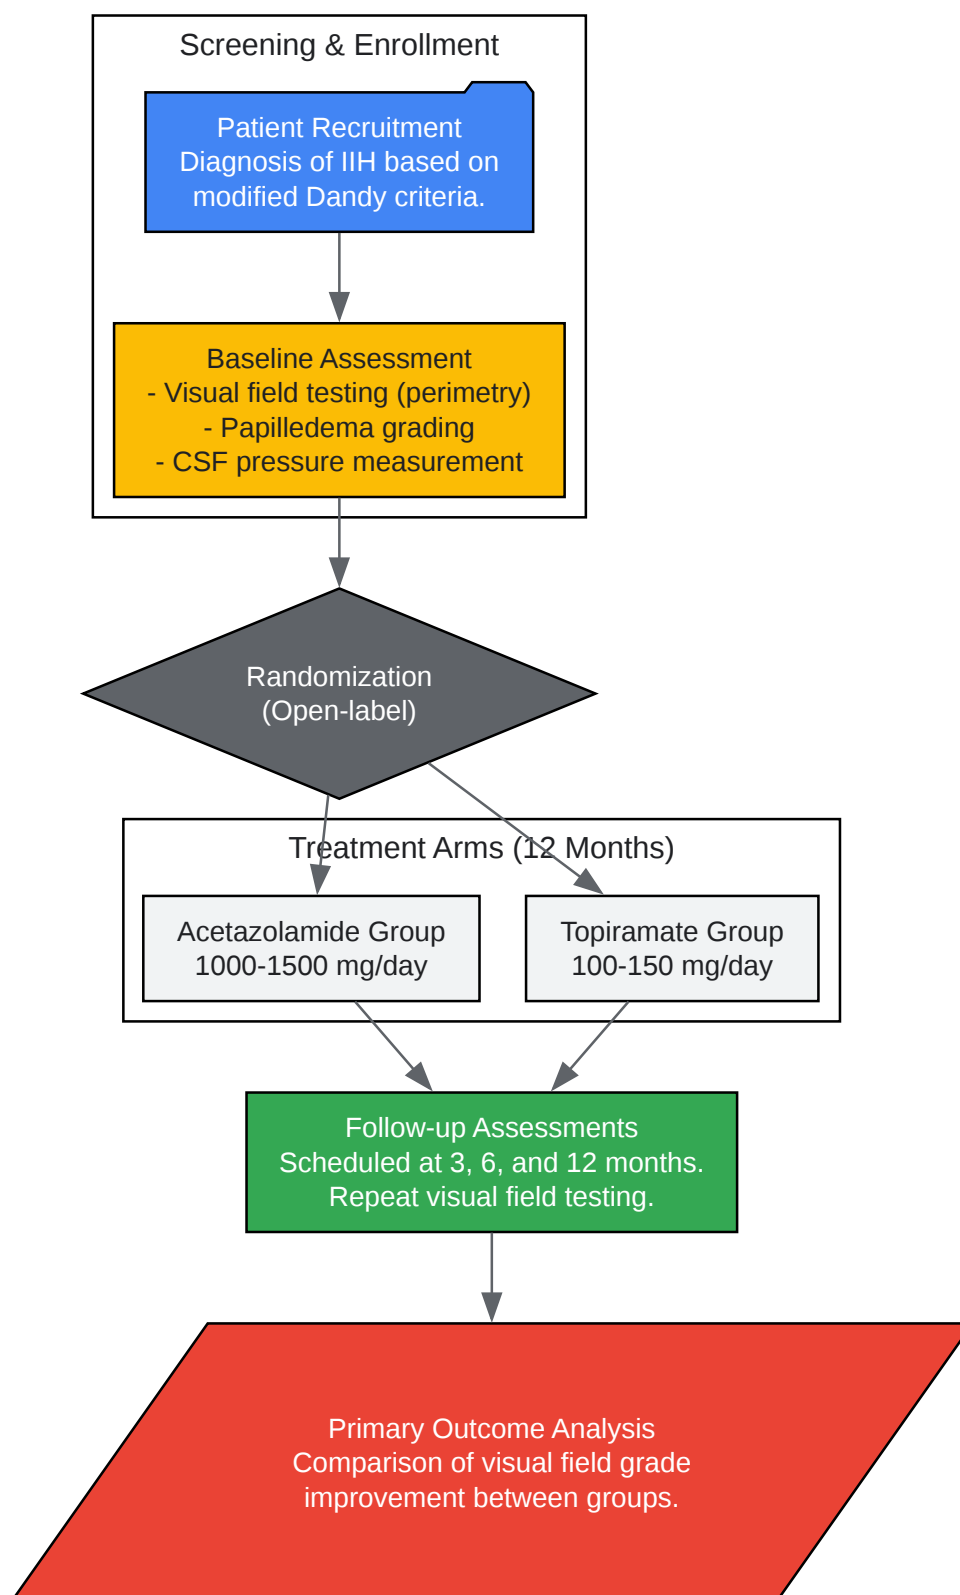 Screening & Enrollment
Patient Recruitment
Diagnosis of IIH based on
modified Dandy criteria.
Baseline Assessment
- Visual field testing (perimetry)
- Papilledema grading
- CSF pressure measurement
Randomization
(Open-label)
Treatment Arms (12 Months)
Acetazolamide Group
1000-1500 mg/day
Topiramate Group
100-150 mg/day
Follow-up Assessments
Scheduled at 3, 6, and 12 months.
Repeat visual field testing.
Primary Outcome Analysis
Comparison of visual field grade
improvement between groups.